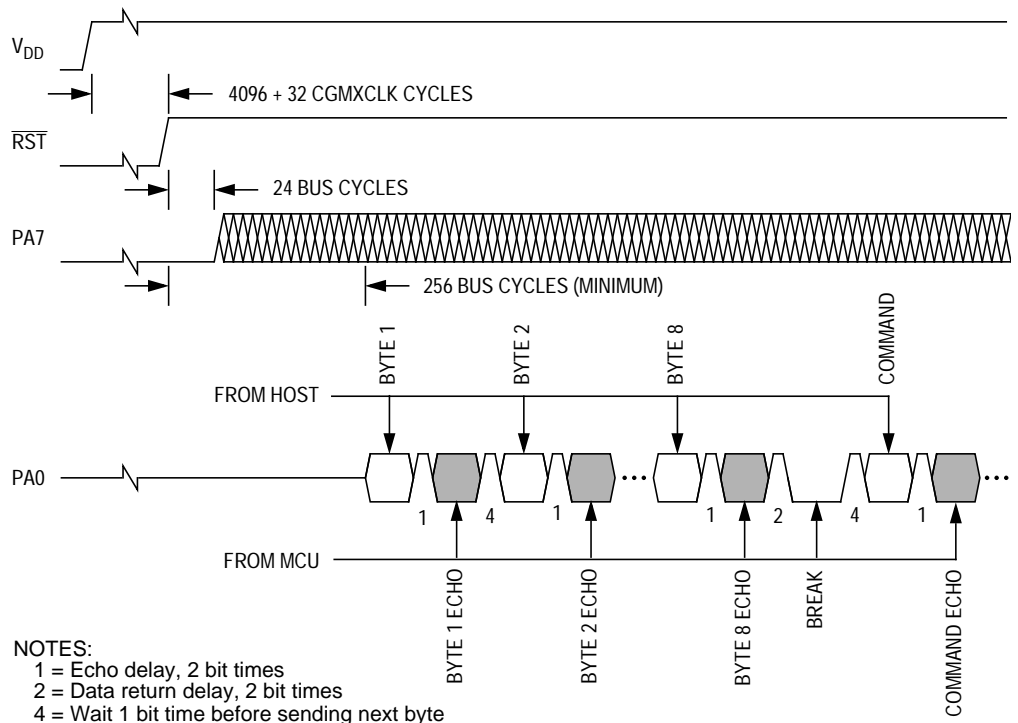 VDD
4096 + 32 CGMXCLK CYCLES
RST
24 BUS CYCLES
PA7
256 BUS CYCLES (MINIMUM)
BYTE 1
BYTE 2
BYTE 8
COMMAND
FROM HOST
PA0
1
4
1
1
2
4
1
FROM MCU
BYTE 1 ECHO
BYTE 2 ECHO
BYTE 8 ECHO
BREAK
COMMAND ECHO
NOTES:
1 = Echo delay, 2 bit times
2 = Data return delay, 2 bit times
4 = Wait 1 bit time before sending next byte